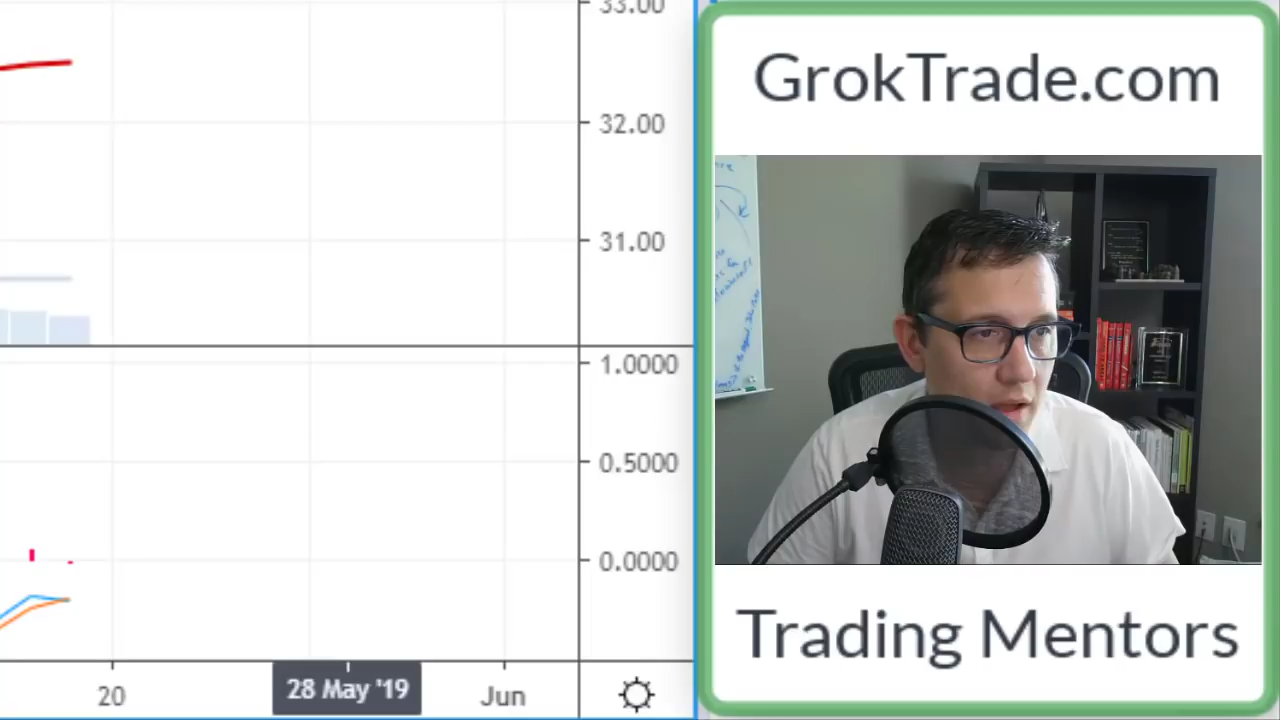 33.00
32.00
31.00
1.0000
0.5000
0.0000
20
28 May '19
Jun
GrokTrade.com
Trading Mentors